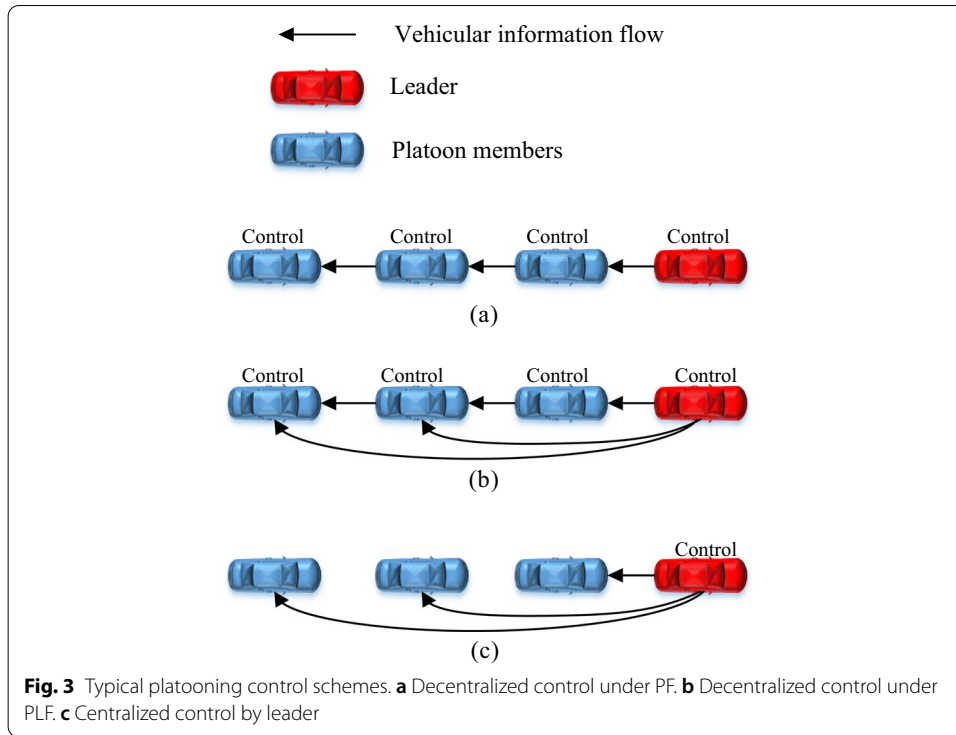 Vehicular information flow
Leader
Platoon members
Control Control Control Control
(a)
Control Control Control Control
(b)
Control
(c)
Fig. 3 Typical platooning control schemes. a Decentralized control under PF. b Decentralized control under
PLF. c Centralized control by leader